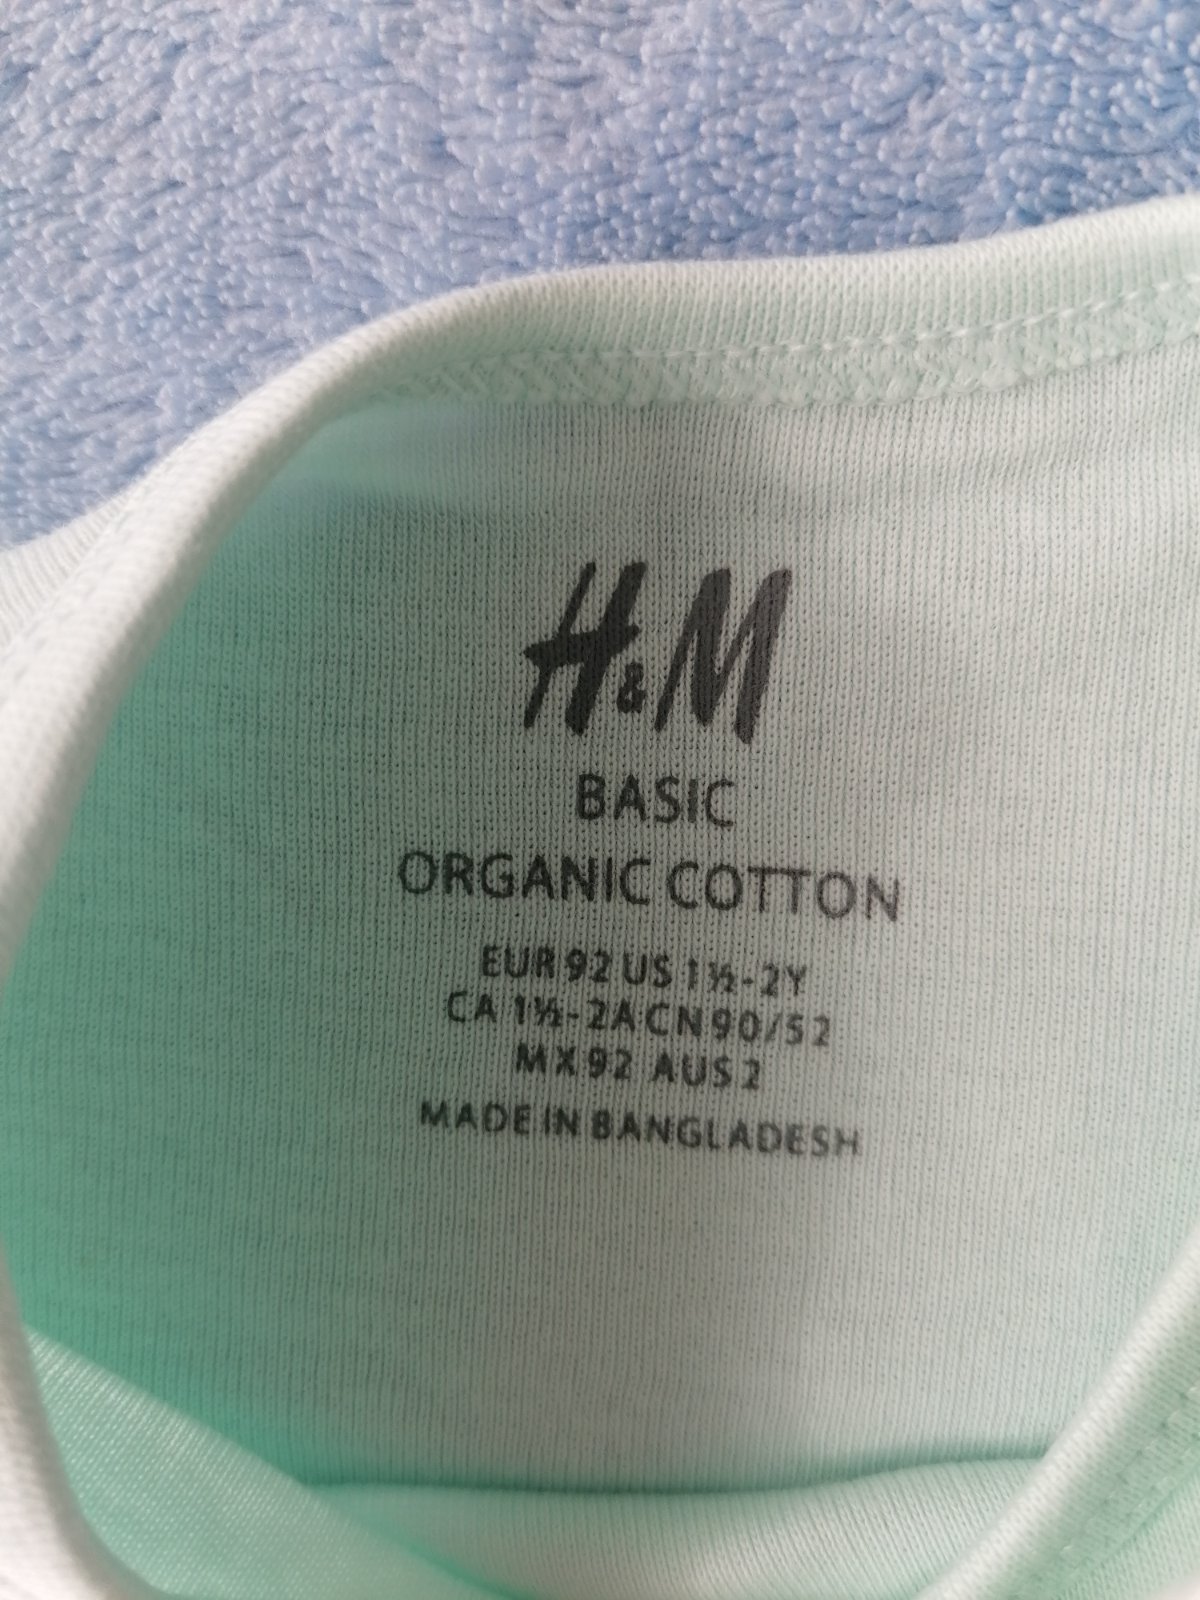 H&M
BASIC
ORGANIC COTTON
EUR 92 US 1½-2Y
CA 1½-2A CN 90/52
MX 92 AUS 2
MADE IN BANGLADESH